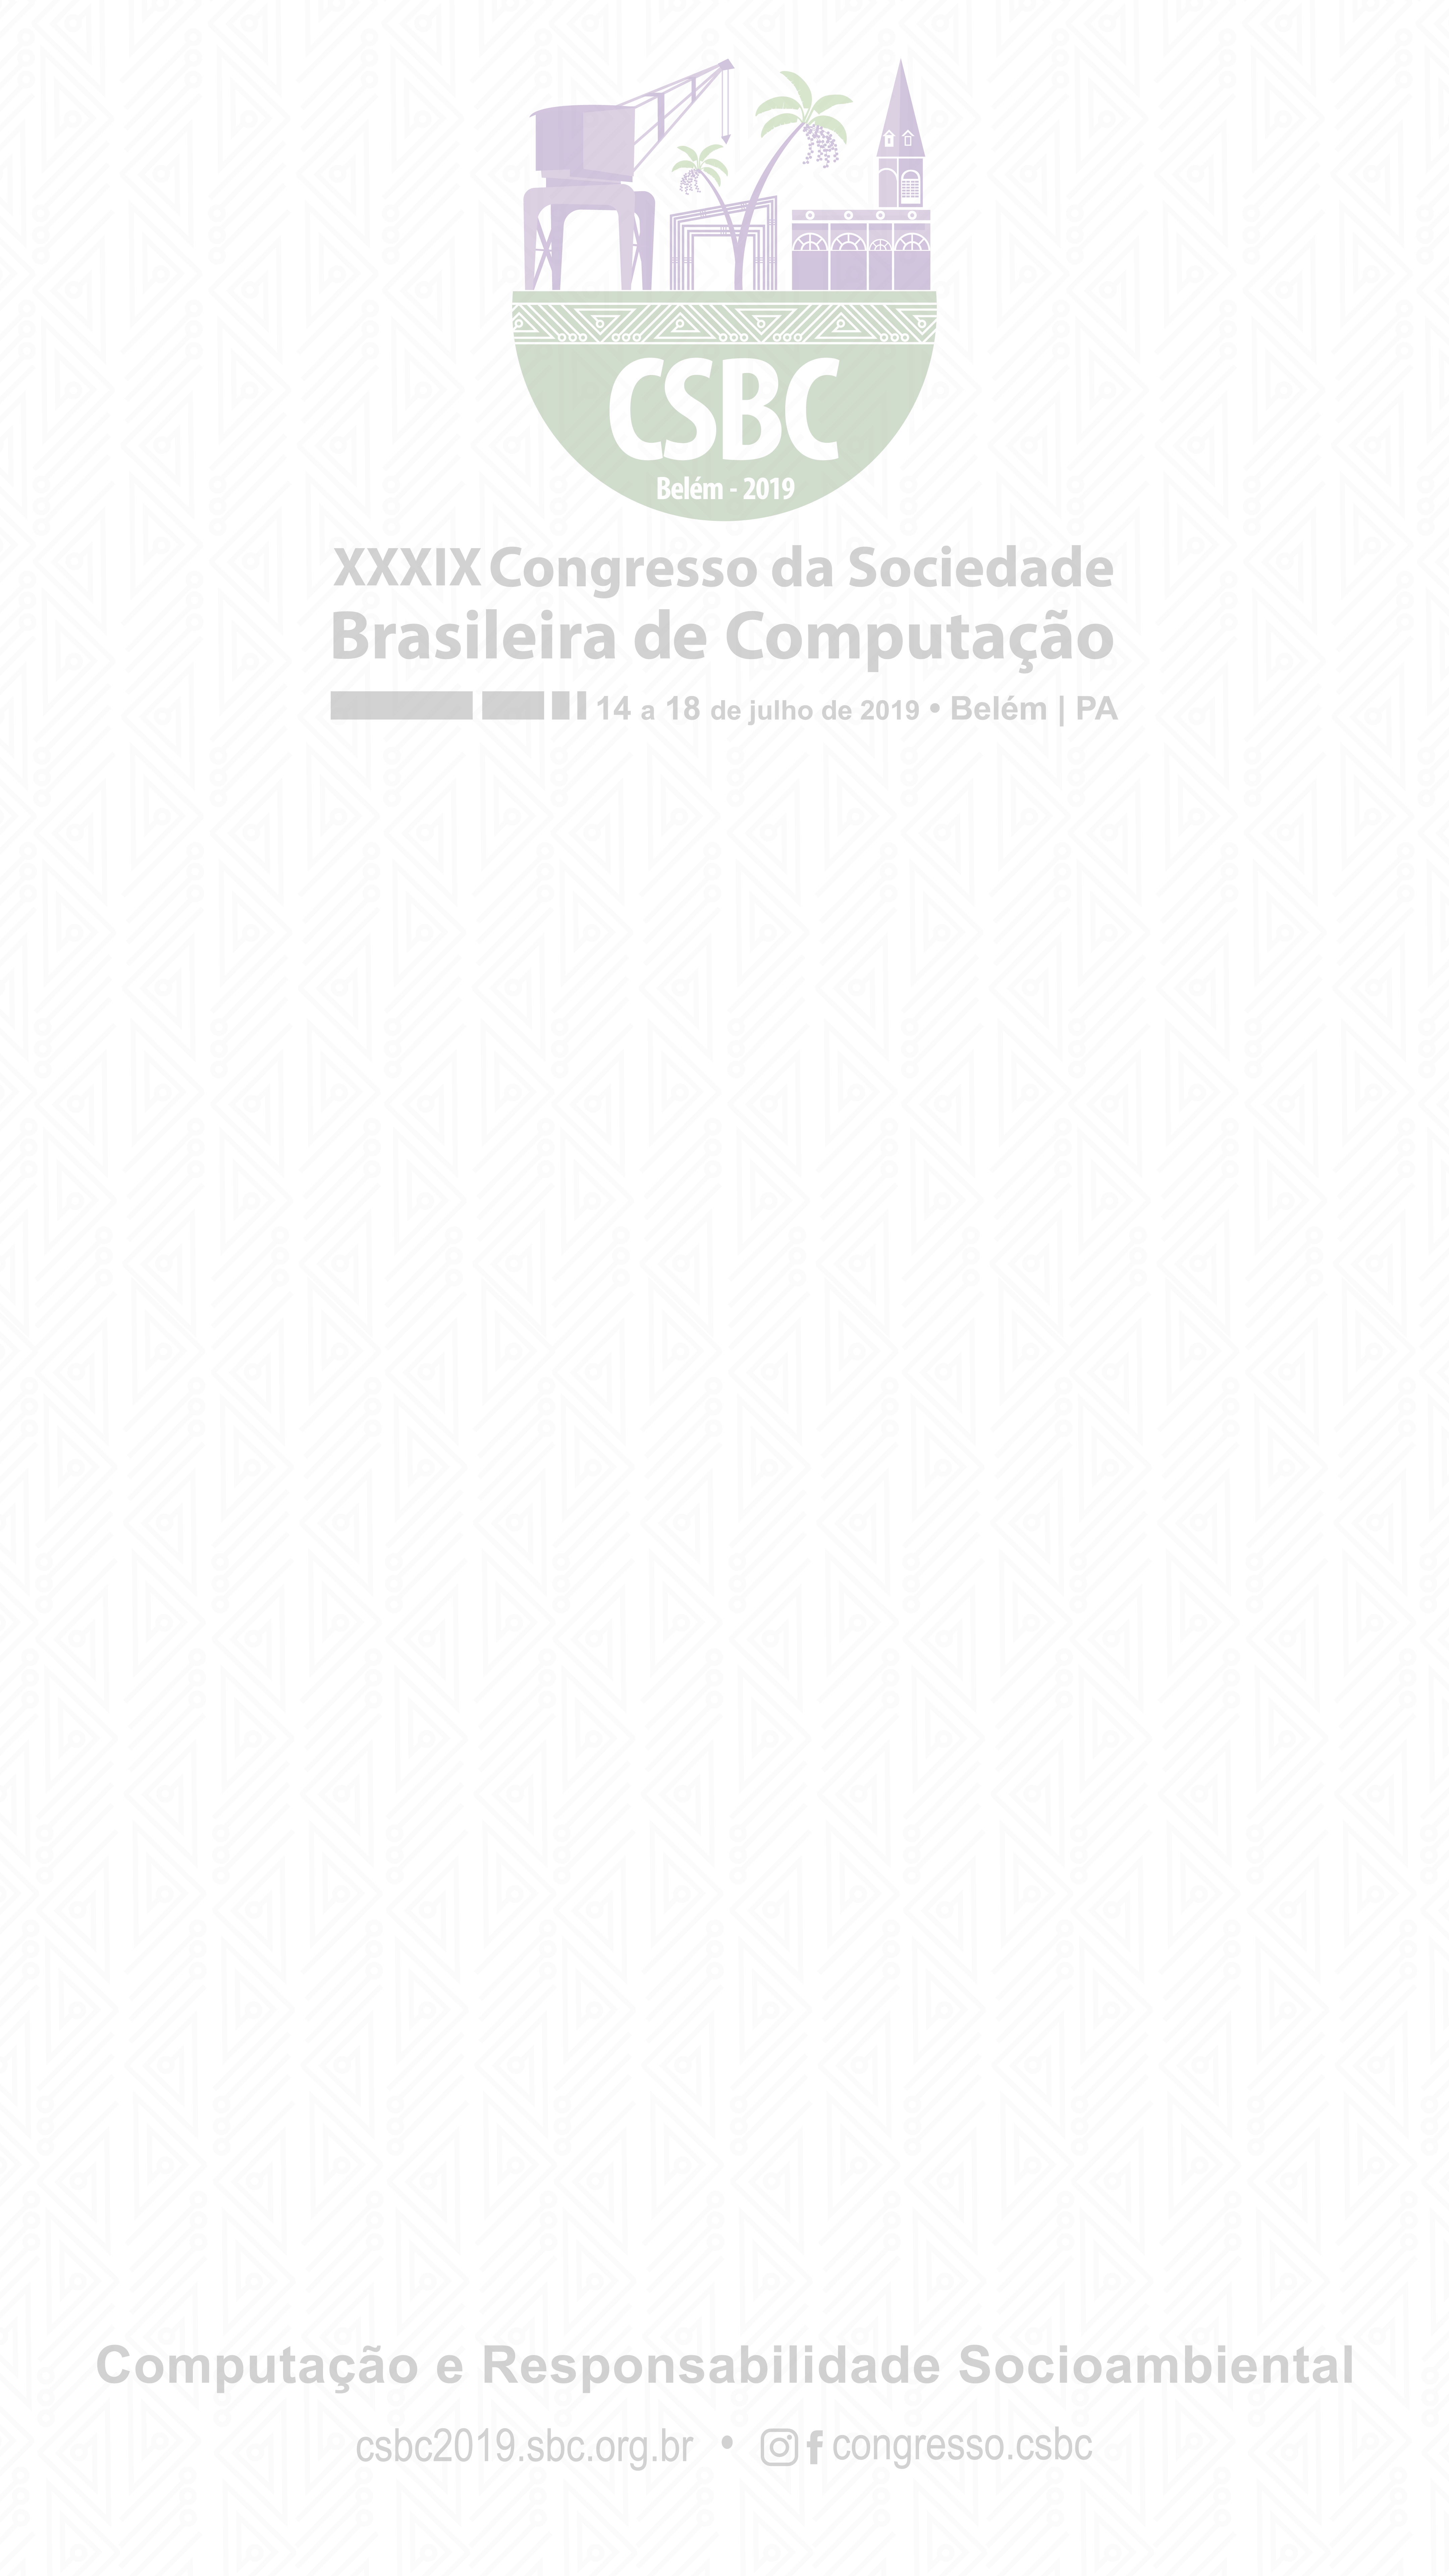 CSBC
Belém - 2019
XXXIX Congresso da Sociedade
Brasileira de Computação
14 a 18 de julho de 2019 • Belém | PA
Computação e Responsabilidade Socioambiental
csbc2019.sbc.org.br • congresso.csbc